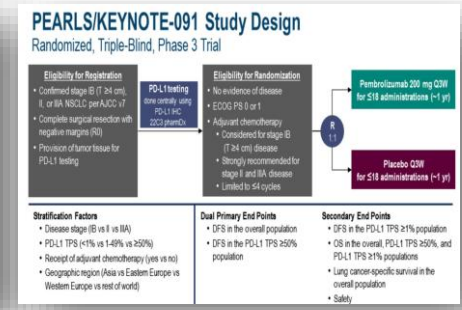 PEARLS/KEYNOTE-091 Study Design
Randomized, Triple-Blind, Phase 3 Trial
Eligibility for Registration
• Confirmed stage IB (T ≥4 cm),
II, or IIIA NSCLC per AJCC v7
• Complete surgical resection with
negative margins (R0)
• Provision of tumor tissue for
PD-L1 testing
PD-L1 testing
done centrally using
PD-L1 IHC
22C3 pharmDx
Eligibility for Randomization
• No evidence of disease
• ECOG PS 0 or 1
• Adjuvant chemotherapy
• Considered for stage IB
(T ≥4 cm) disease
• Strongly recommended for
stage II and IIIA disease
• Limited to ≤4 cycles
R
1:1
Pembrolizumab 200 mg Q3W
for ≤18 administrations (~1 yr)
Placebo Q3W
for ≤18 administrations (~1 yr)
Stratification Factors
• Disease stage (IB vs II vs IIIA)
• PD-L1 TPS (<1% vs 1-49% vs ≥50%)
• Receipt of adjuvant chemotherapy (yes vs no)
• Geographic region (Asia vs Eastern Europe vs
Western Europe vs rest of world)
Dual Primary End Points
• DFS in the overall population
• DFS in the PD-L1 TPS ≥50%
population
Secondary End Points
• DFS in the PD-L1 TPS ≥1% population
• OS in the overall, PD-L1 TPS ≥50%, and
PD-L1 TPS ≥1% populations
• Lung cancer-specific survival in the
overall population
• Safety